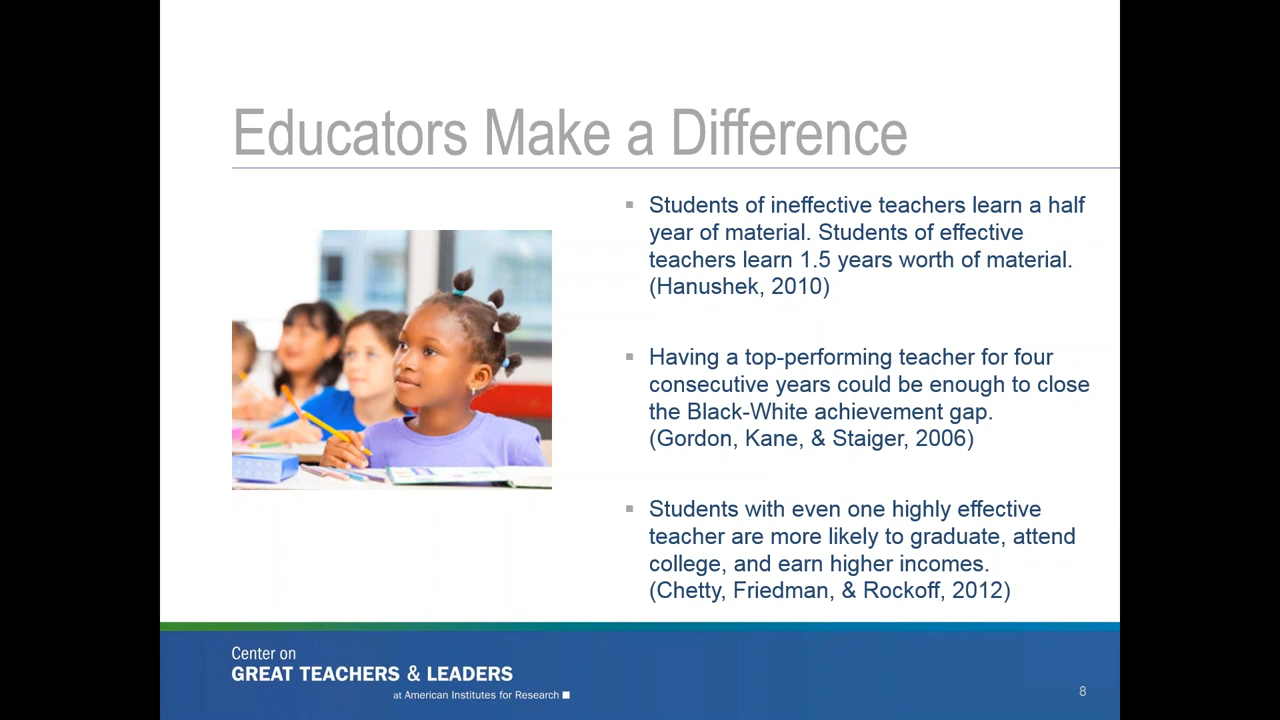 Educators Make a Difference
Students of ineffective teachers learn a half
year of material. Students of effective
teachers learn 1.5 years worth of material.
(Hanushek, 2010)
Having a top-performing teacher for four
consecutive years could be enough to close
the Black-White achievement gap.
(Gordon, Kane, & Staiger, 2006)
Students with even one highly effective
teacher are more likely to graduate, attend
college, and earn higher incomes.
(Chetty, Friedman, & Rockoff, 2012)
Center on
GREAT TEACHERS & LEADERS
at American Institutes for Research
8